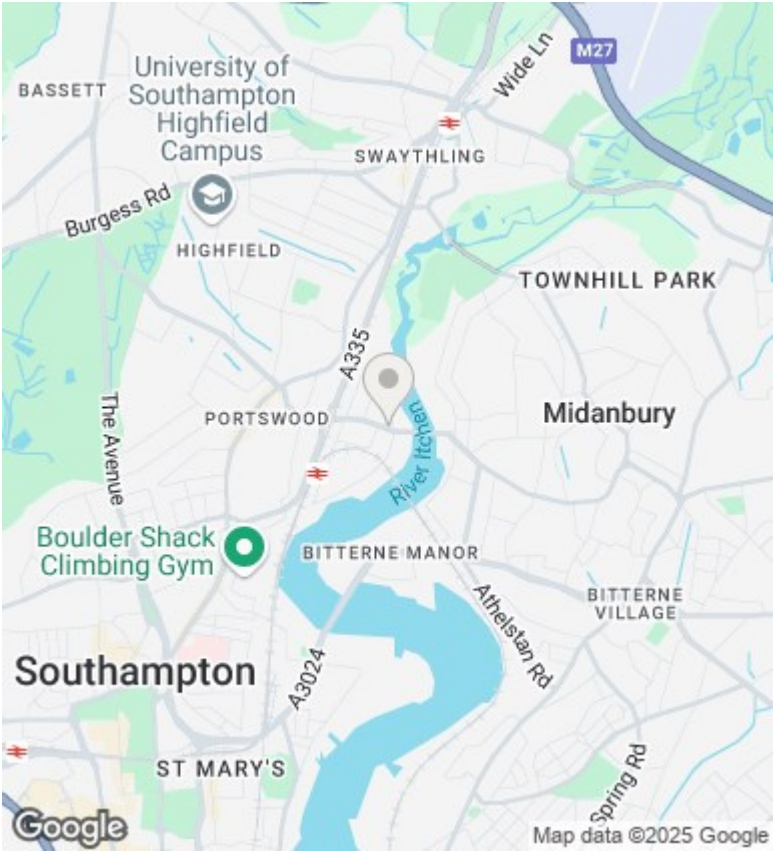 M27
Wide Ln
BASSETT
University of
Southampton
Highfield
Campus
SWAYTHLING
Burgess Rd
HIGHFIELD
TOWNHILL PARK
A335
The Avenue
PORTSWOOD
River Itchen
Midanbury
Boulder Shack
Climbing Gym
BITTERNE MANOR
Athelstan Rd
BITTERNE
VILLAGE
Southampton
A3024
ST MARY'S
Spring Rd
Google
Map data ©2025 Google